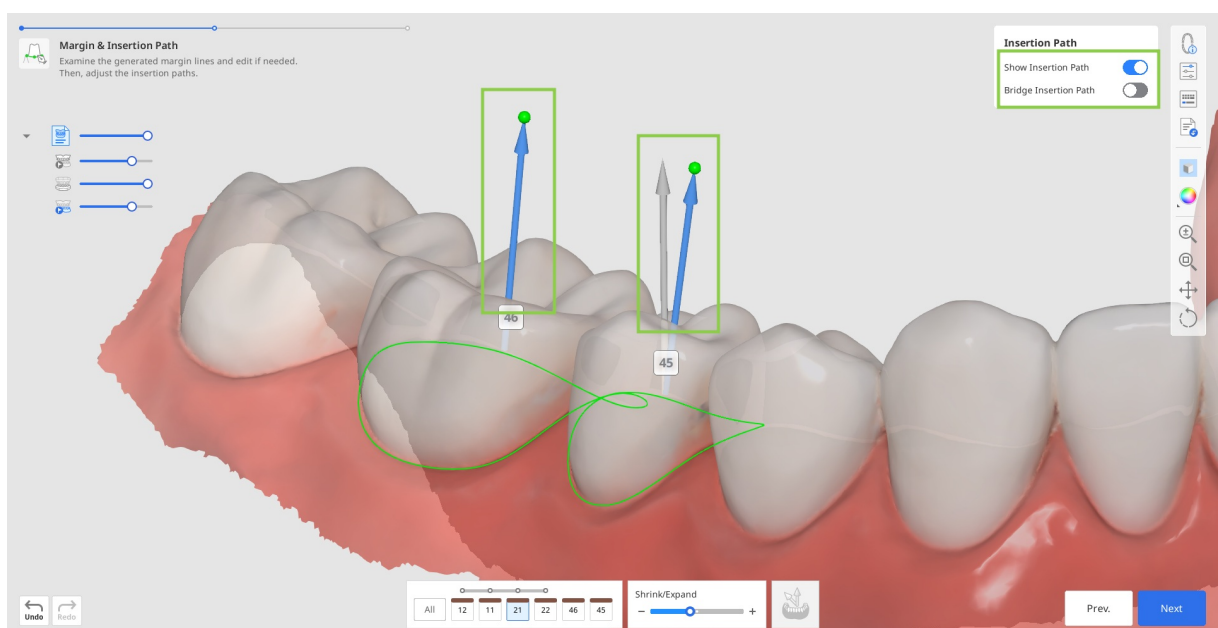 Margin & Insertion Path
Examine the generated margin lines and edit if needed.
Then, adjust the insertion paths.
Insertion Path
Show Insertion Path
Bridge Insertion Path
46
45
Undo
Redo
All
12
11
21
22
46
45
Shrink/Expand
Prev.
Next